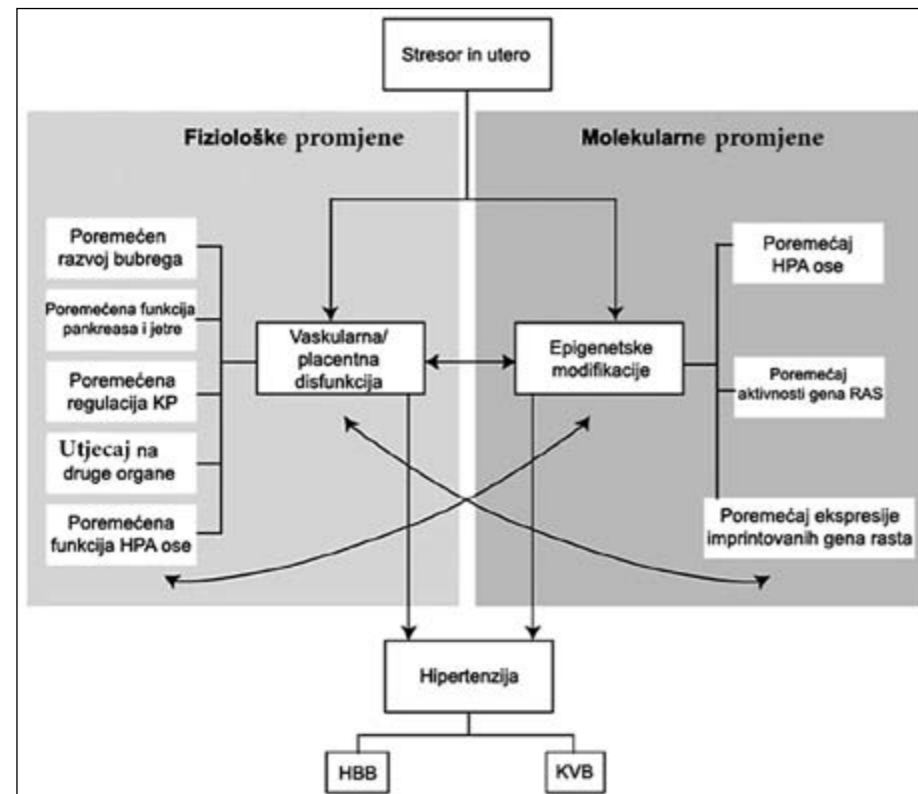 Stresor in utero
Fiziološke promjene
Molekularne promjene
Poremećen
razvoj bubrega
Poremećena funkcija
pankreasa i jetre
Poremećena
regulacija KP
Utjecaj na
druge organe
Poremećena
funkcija HPA ose
Vaskularna/
placentna
disfunkcija
Epigenetske
modifikacije
Poremećaj
HPA ose
Poremećaj
aktivnosti gena RAS
Poremećaj ekspresije
imprintovanih gena rasta
Hipertenzija
HBB
KVB